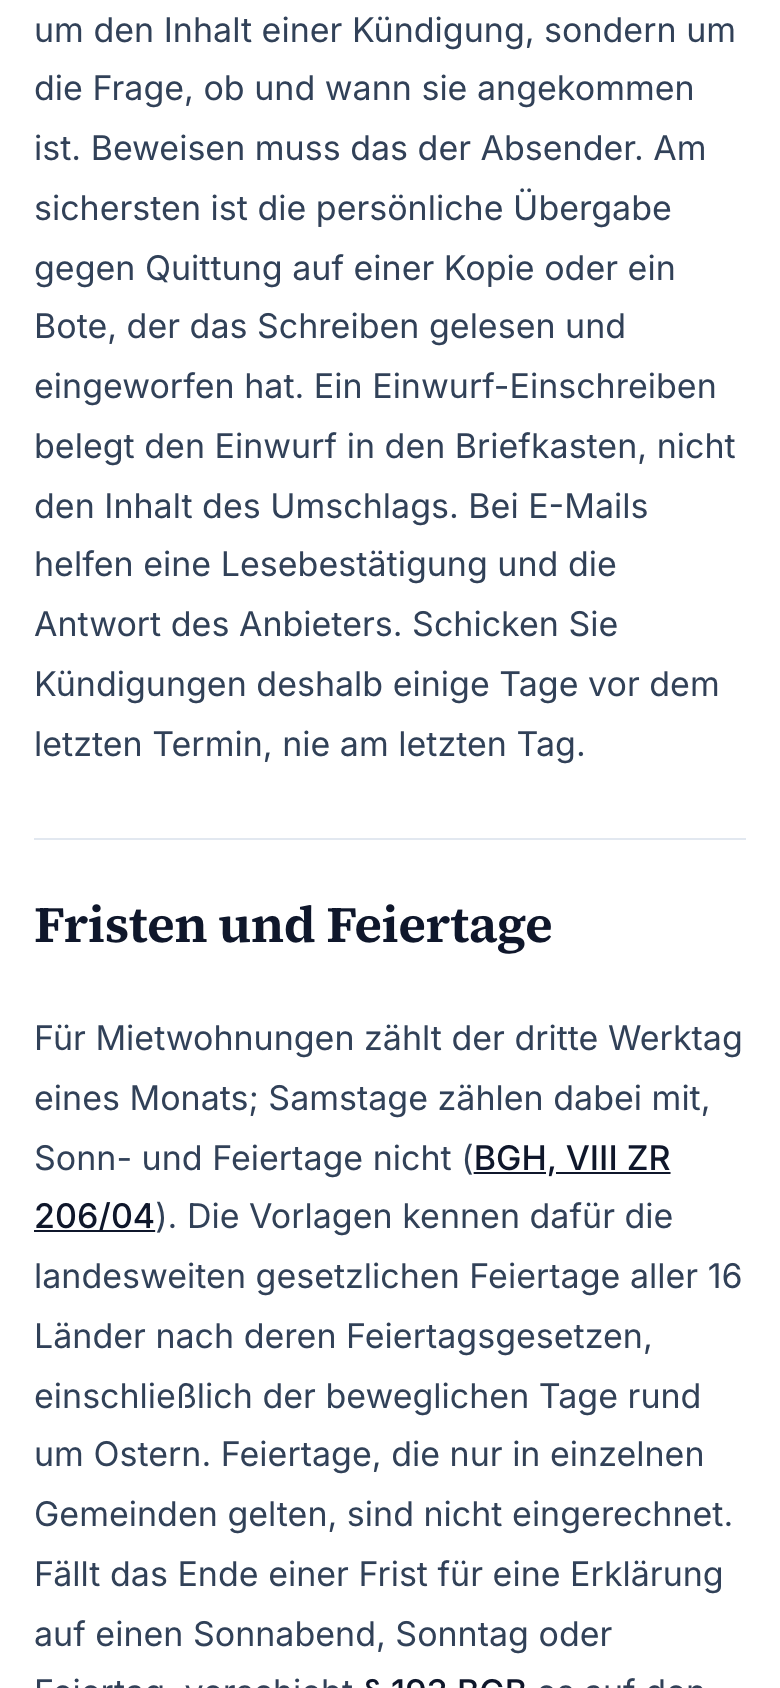 um den Inhalt einer Kündigung, sondern um
die Frage, ob und wann sie angekommen
ist. Beweisen muss das der Absender. Am
sichersten ist die persönliche Übergabe
gegen Quittung auf einer Kopie oder ein
Bote, der das Schreiben gelesen und
eingeworfen hat. Ein Einwurf-Einschreiben
belegt den Einwurf in den Briefkasten, nicht
den Inhalt des Umschlags. Bei E-Mails
helfen eine Lesebestätigung und die
Antwort des Anbieters. Schicken Sie
Kündigungen deshalb einige Tage vor dem
letzten Termin, nie am letzten Tag.
Fristen und Feiertage
Für Mietwohnungen zählt der dritte Werktag
eines Monats; Samstage zählen dabei mit,
Sonn- und Feiertage nicht (BGH, VIII ZR
206/04). Die Vorlagen kennen dafür die
landesweiten gesetzlichen Feiertage aller 16
Länder nach deren Feiertagsgesetzen,
einschließlich der beweglichen Tage rund
um Ostern. Feiertage, die nur in einzelnen
Gemeinden gelten, sind nicht eingerechnet.
Fällt das Ende einer Frist für eine Erklärung
auf einen Sonnabend, Sonntag oder
Feiertag, verschiebt § 193 BGB es auf den